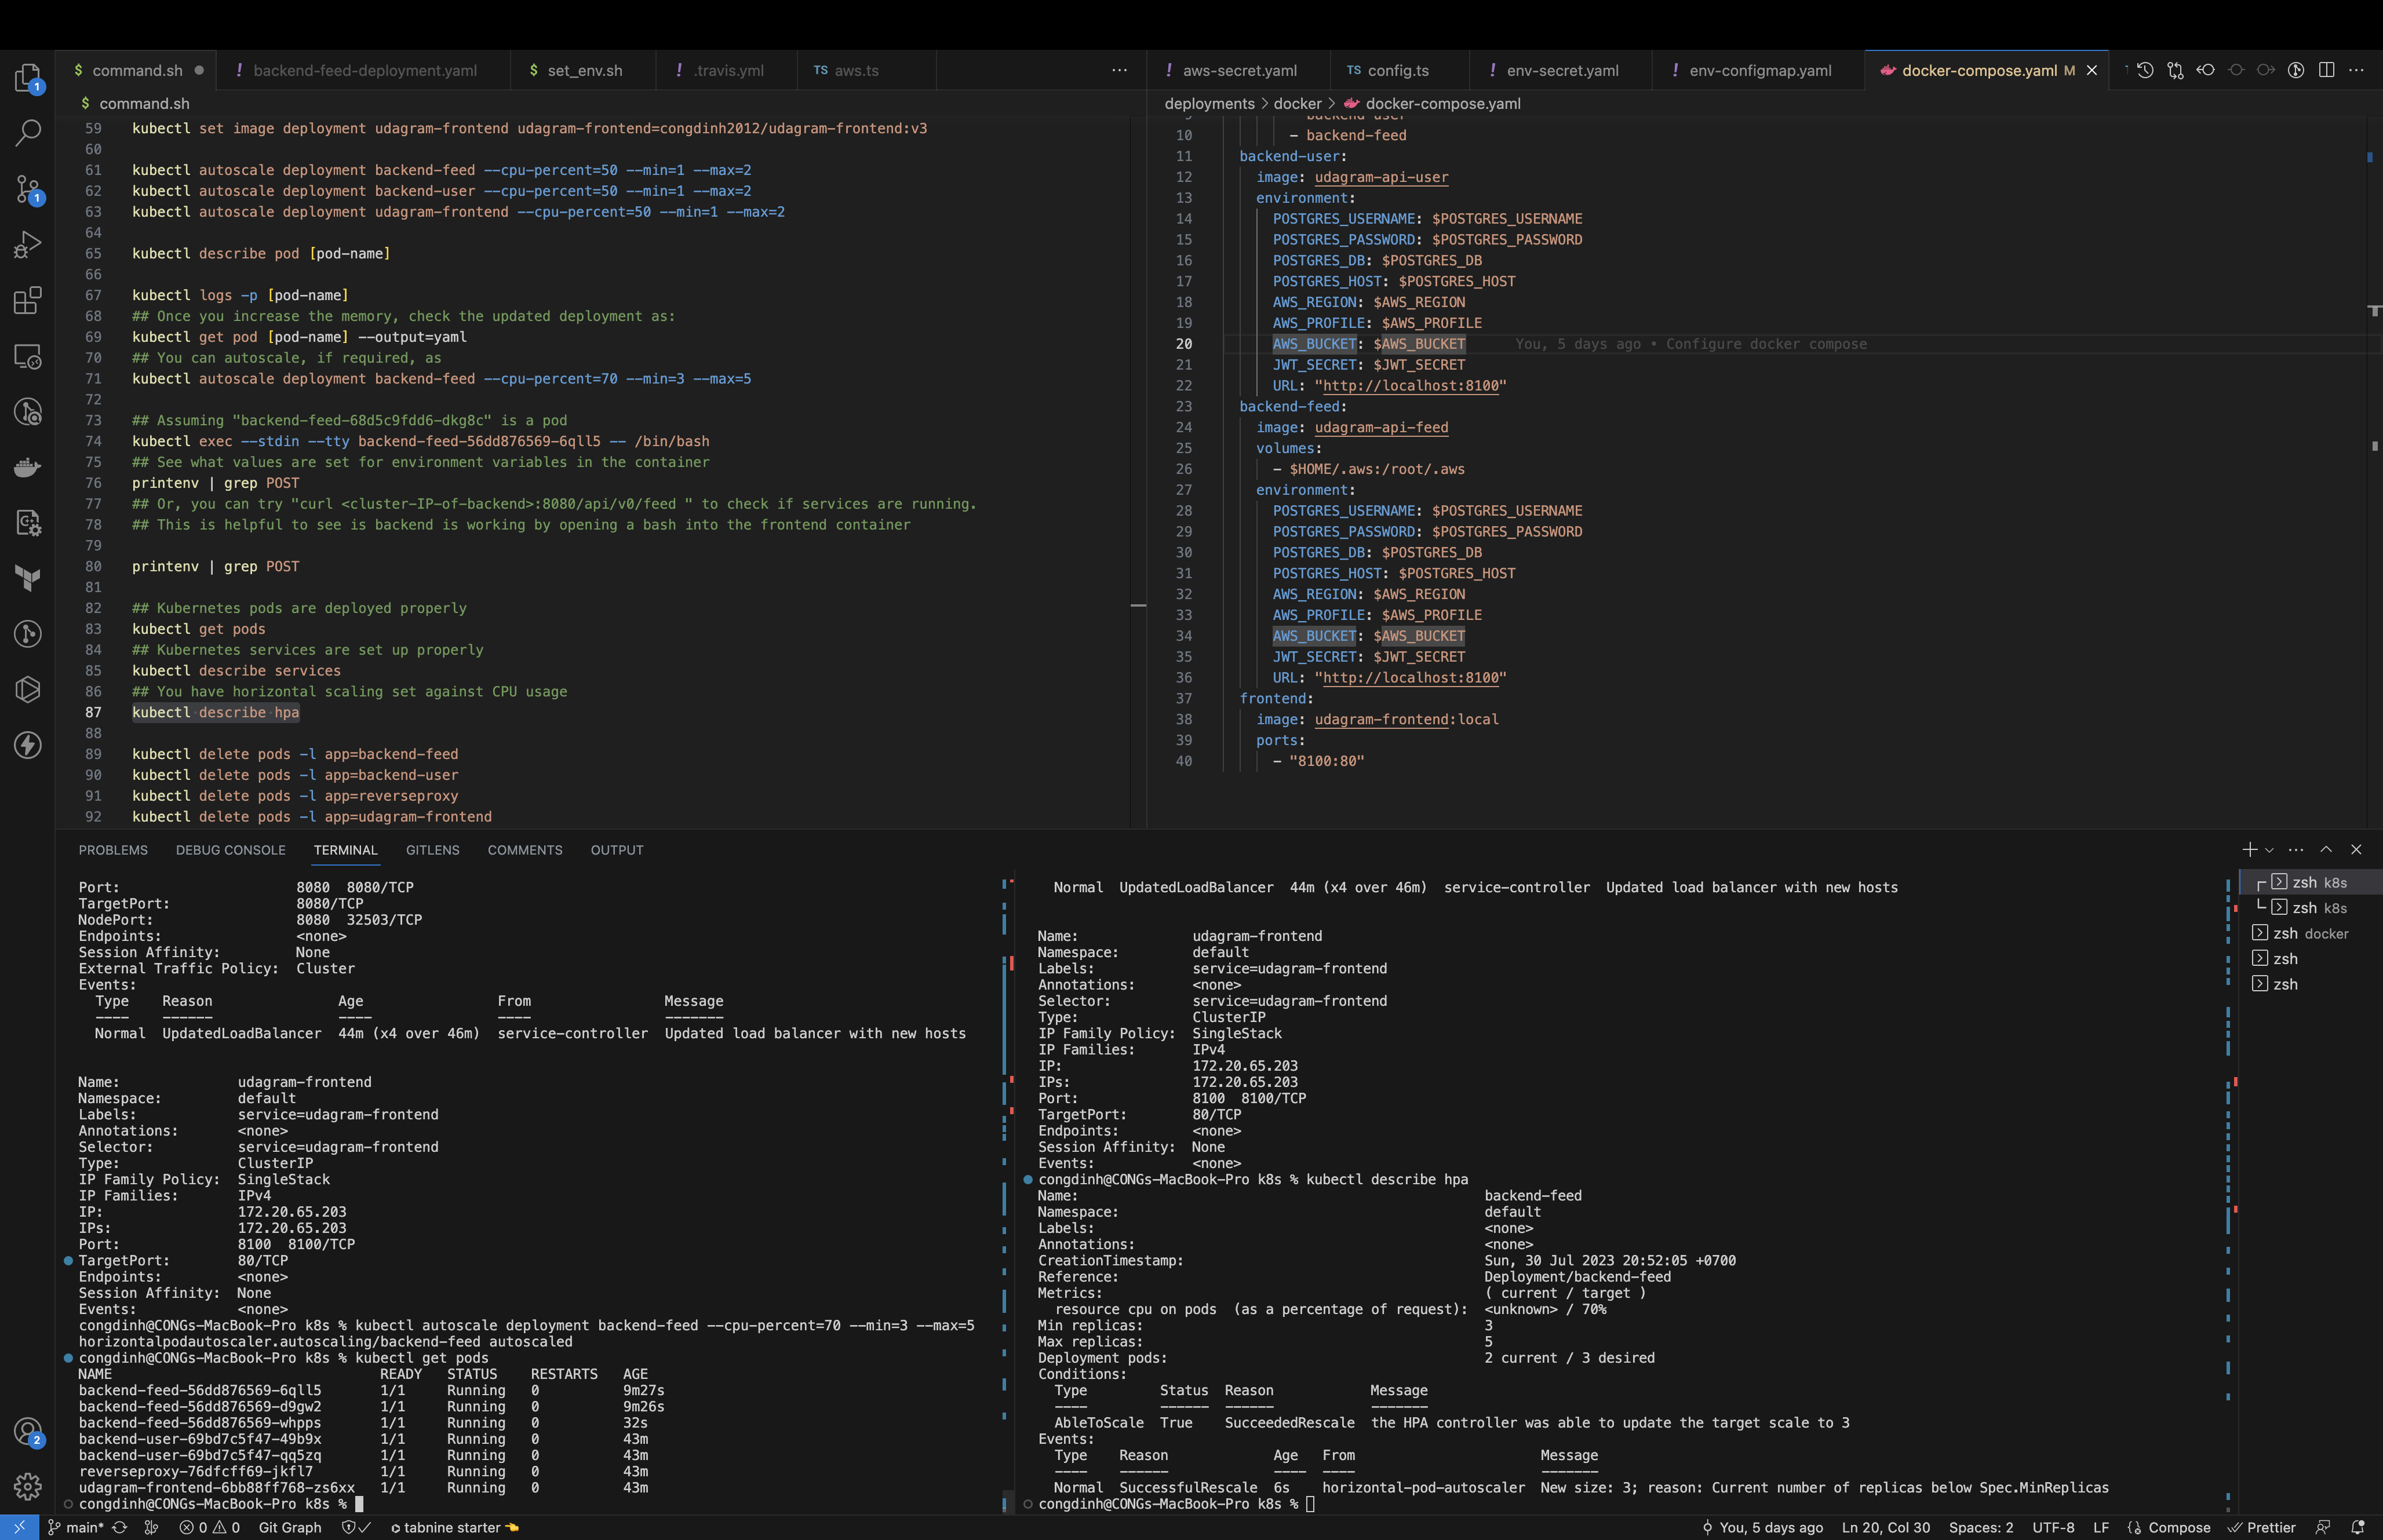 command.sh
backend-feed-deployment.yaml
set_env.sh
.travis.yml
TS aws.ts
aws-secret.yaml
TS config.ts
env-secret.yaml
env-configmap.yaml
docker-compose.yaml M
$ command.sh
59 kubectl set image deployment udagram-frontend udagram-frontend=congdinh2012/udagram-frontend:v3
60
61 kubectl autoscale deployment backend-feed --cpu-percent=50 --min=1 --max=2
62 kubectl autoscale deployment backend-user --cpu-percent=50 --min=1 --max=2
63 kubectl autoscale deployment udagram-frontend --cpu-percent=50 --min=1 --max=2
64
65 kubectl describe pod [pod-name]
66
67 kubectl logs -p [pod-name]
68 ## Once you increase the memory, check the updated deployment as:
69 kubectl get pod [pod-name] --output=yaml
70 ## You can autoscale, if required, as
71 kubectl autoscale deployment backend-feed --cpu-percent=70 --min=3 --max=5
72
73 ## Assuming "backend-feed-68d5c9fdd6-dkg8c" is a pod
74 kubectl exec --stdin --tty backend-feed-56dd876569-6qll5 -- /bin/bash
75 ## See what values are set for environment variables in the container
76 printenv | grep POST
77 ## Or, you can try "curl <cluster-IP-of-backend>:8080/api/v0/feed " to check if services are running.
78 ## This is helpful to see is backend is working by opening a bash into the frontend container
79
80 printenv | grep POST
81
82 ## Kubernetes pods are deployed properly
83 kubectl get pods
84 ## Kubernetes services are set up properly
85 kubectl describe services
86 ## You have horizontal scaling set against CPU usage
87 kubectl describe hpa
88
89 kubectl delete pods -l app=backend-feed
90 kubectl delete pods -l app=backend-user
91 kubectl delete pods -l app=reverseproxy
92 kubectl delete pods -l app=udagram-frontend
deployments > docker > docker-compose.yaml
9 - backend-user
10 - backend-feed
11 backend-user:
12 image: udagram-api-user
13 environment:
14 POSTGRES_USERNAME: $POSTGRES_USERNAME
15 POSTGRES_PASSWORD: $POSTGRES_PASSWORD
16 POSTGRES_DB: $POSTGRES_DB
17 POSTGRES_HOST: $POSTGRES_HOST
18 AWS_REGION: $AWS_REGION
19 AWS_PROFILE: $AWS_PROFILE
20 AWS_BUCKET: $AWS_BUCKET You, 5 days ago • Configure docker compose
21 JWT_SECRET: $JWT_SECRET
22 URL: "http://localhost:8100"
23 backend-feed:
24 image: udagram-api-feed
25 volumes:
26 - $HOME/.aws:/root/.aws
27 environment:
28 POSTGRES_USERNAME: $POSTGRES_USERNAME
29 POSTGRES_PASSWORD: $POSTGRES_PASSWORD
30 POSTGRES_DB: $POSTGRES_DB
31 POSTGRES_HOST: $POSTGRES_HOST
32 AWS_REGION: $AWS_REGION
33 AWS_PROFILE: $AWS_PROFILE
34 AWS_BUCKET: $AWS_BUCKET
35 JWT_SECRET: $JWT_SECRET
36 URL: "http://localhost:8100"
37 frontend:
38 image: udagram-frontend:local
39 ports:
40 - "8100:80"
PROBLEMS DEBUG CONSOLE TERMINAL GITLENS COMMENTS OUTPUT
Port: 8080 8080/TCP
TargetPort: 8080/TCP
NodePort: 8080 32503/TCP
Endpoints: <none>
Session Affinity: None
External Traffic Policy: Cluster
Events:
Type Reason Age From Message
---- ------ ---- ---- -------
Normal UpdatedLoadBalancer 44m (x4 over 46m) service-controller Updated load balancer with new hosts
Name: udagram-frontend
Namespace: default
Labels: service=udagram-frontend
Annotations: <none>
Selector: service=udagram-frontend
Type: ClusterIP
IP Family Policy: SingleStack
IP Families: IPv4
IP: 172.20.65.203
IPs: 172.20.65.203
Port: 8100 8100/TCP
TargetPort: 80/TCP
Endpoints: <none>
Session Affinity: None
Events: <none>
congdinh@CONGs-MacBook-Pro k8s % kubectl autoscale deployment backend-feed --cpu-percent=70 --min=3 --max=5
horizontalpodautoscaler.autoscaling/backend-feed autoscaled
congdinh@CONGs-MacBook-Pro k8s % kubectl get pods
NAME READY STATUS RESTARTS AGE
backend-feed-56dd876569-6qll5 1/1 Running 0 9m27s
backend-feed-56dd876569-d9gw2 1/1 Running 0 9m26s
backend-feed-56dd876569-whpps 1/1 Running 0 32s
backend-user-69bd7c5f47-49b9x 1/1 Running 0 43m
backend-user-69bd7c5f47-qq5zq 1/1 Running 0 43m
reverseproxy-76dfcff69-jkfl7 1/1 Running 0 43m
udagram-frontend-6bb88ff768-zs6xx 1/1 Running 0 43m
congdinh@CONGs-MacBook-Pro k8s %
Normal UpdatedLoadBalancer 44m (x4 over 46m) service-controller Updated load balancer with new hosts
Name: udagram-frontend
Namespace: default
Labels: service=udagram-frontend
Annotations: <none>
Selector: service=udagram-frontend
Type: ClusterIP
IP Family Policy: SingleStack
IP Families: IPv4
IP: 172.20.65.203
IPs: 172.20.65.203
Port: 8100 8100/TCP
TargetPort: 80/TCP
Endpoints: <none>
Session Affinity: None
Events: <none>
congdinh@CONGs-MacBook-Pro k8s % kubectl describe hpa
Name: backend-feed
Namespace: default
Labels: <none>
Annotations: <none>
CreationTimestamp: Sun, 30 Jul 2023 20:52:05 +0700
Reference: Deployment/backend-feed
Metrics: ( current / target )
resource cpu on pods (as a percentage of request): <unknown> / 70%
Min replicas: 3
Max replicas: 5
Deployment pods: 2 current / 3 desired
Conditions:
Type Status Reason Message
---- ------ ------ -------
AbleToScale True SucceededRescale the HPA controller was able to update the target scale to 3
Events:
Type Reason Age From Message
---- ------ ---- ---- -------
Normal SuccessfulRescale 6s horizontal-pod-autoscaler New size: 3; reason: Current number of replicas below Spec.MinReplicas
congdinh@CONGs-MacBook-Pro k8s %
zsh k8s
zsh k8s
zsh docker
zsh
zsh
main* 0 0 Git Graph tabnine starter You, 5 days ago Ln 20, Col 30 Spaces: 2 UTF-8 LF Compose Prettier